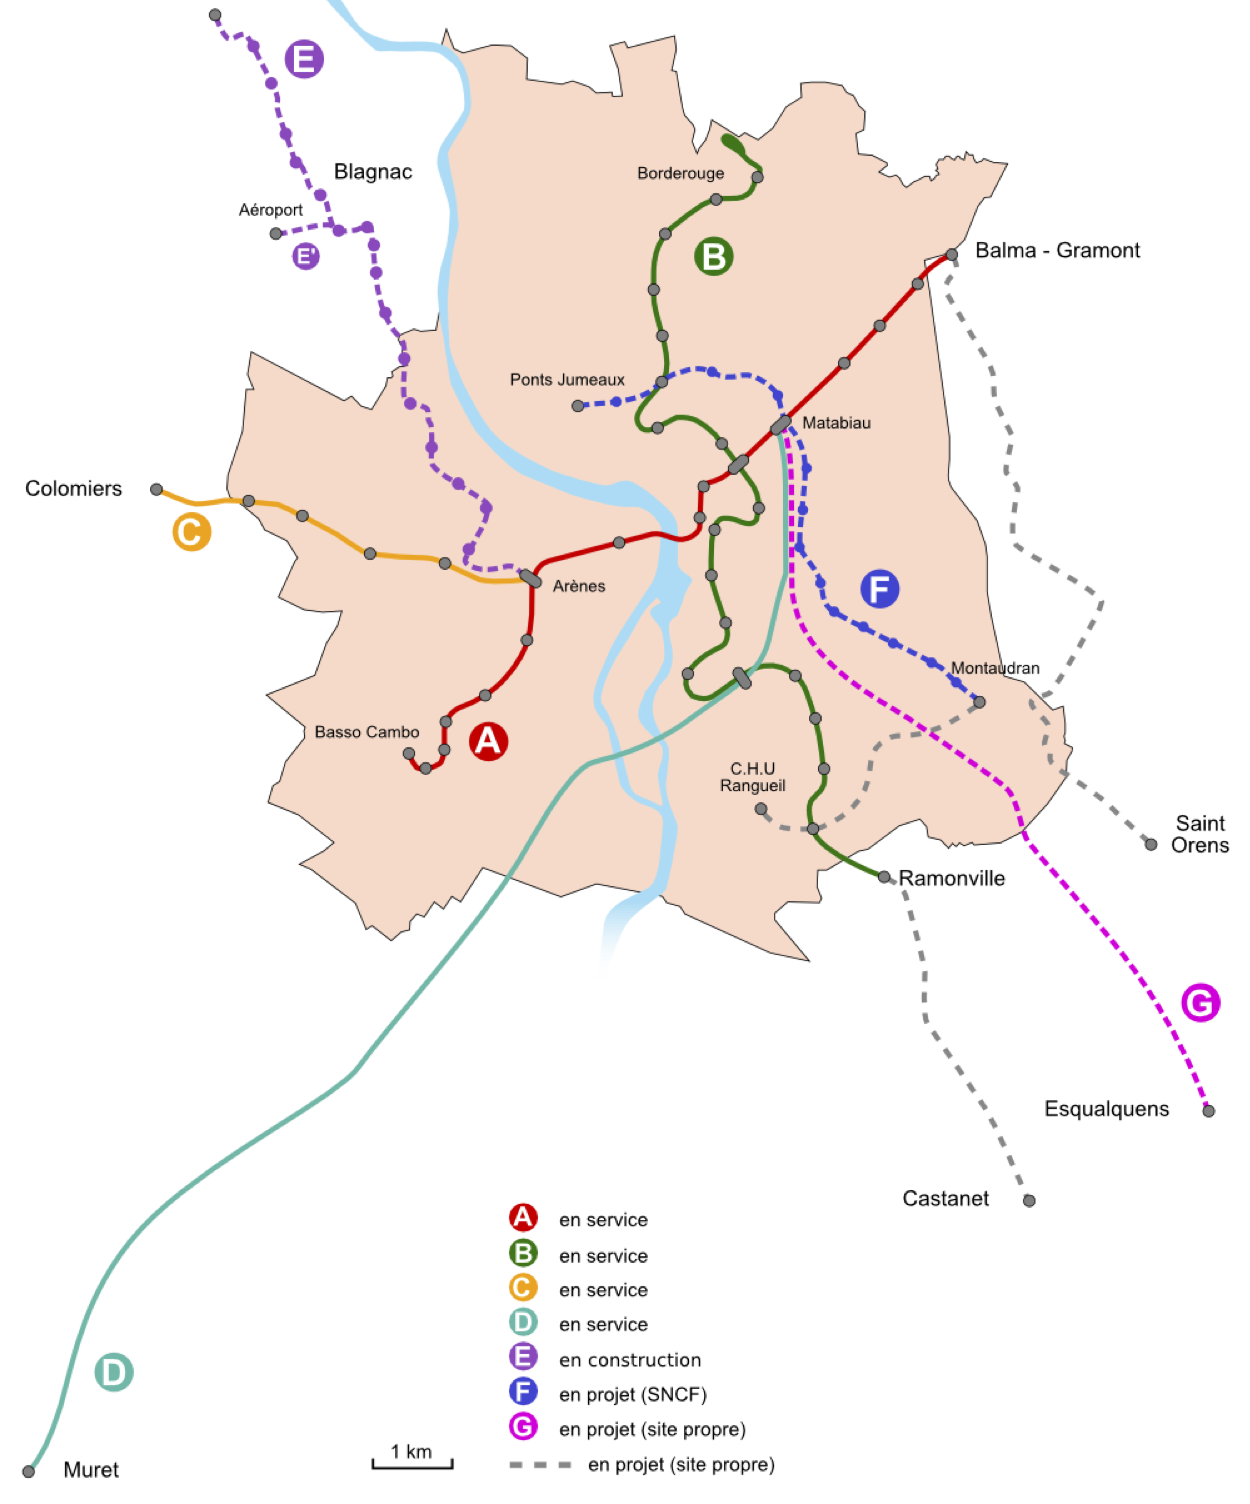 E
Blagnac
Aéroport
E'
Borderouge
B
Balma - Gramont
Ponts Jumeaux
Matabiau
Colomiers
C
Arènes
F
Montaudran
Basso Cambo
A
C.H.U
Rangueil
Saint
Orens
Ramonville
G
Esqualquens
Castanet
D
Muret
A en service
B en service
C en service
D en service
E en construction
F en projet (SNCF)
G en projet (site propre)
en projet (site propre)
1 km